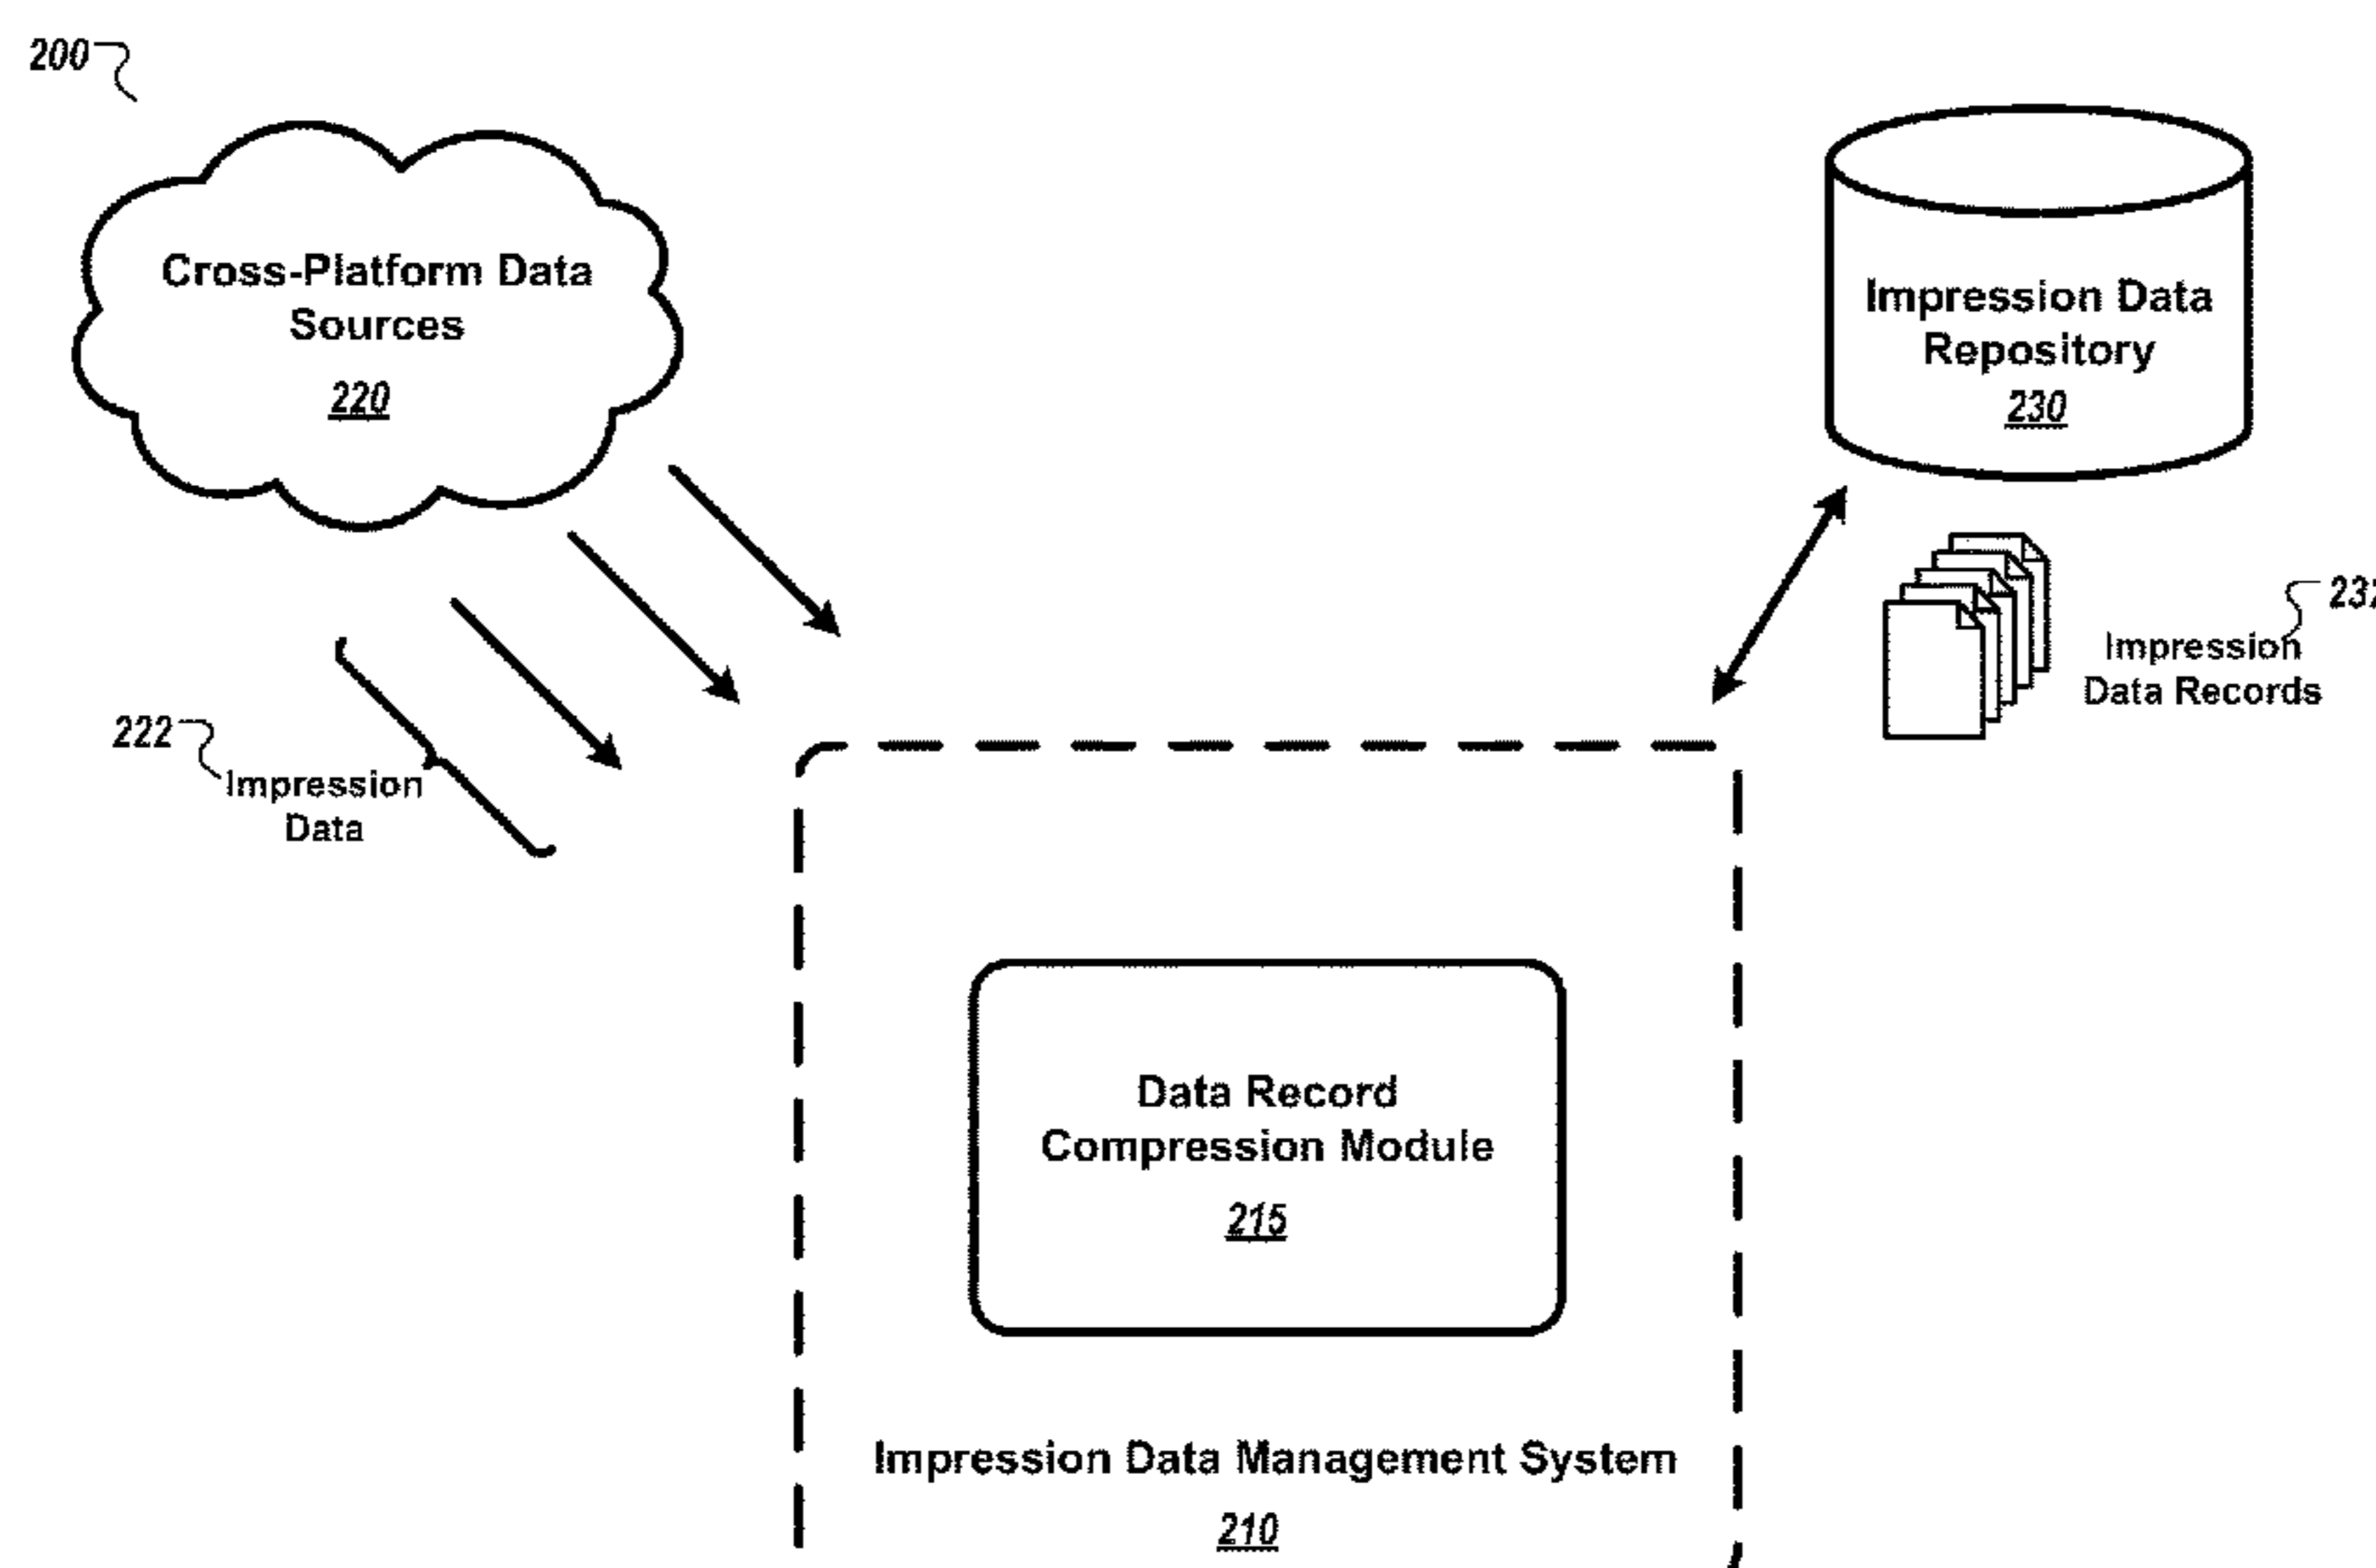 200
Cross-Platform Data
Sources
220
Impression Data
Repository
230
232
Impression
Data Records
222
Impression
Data
Data Record
Compression Module
215
Impression Data Management System
210